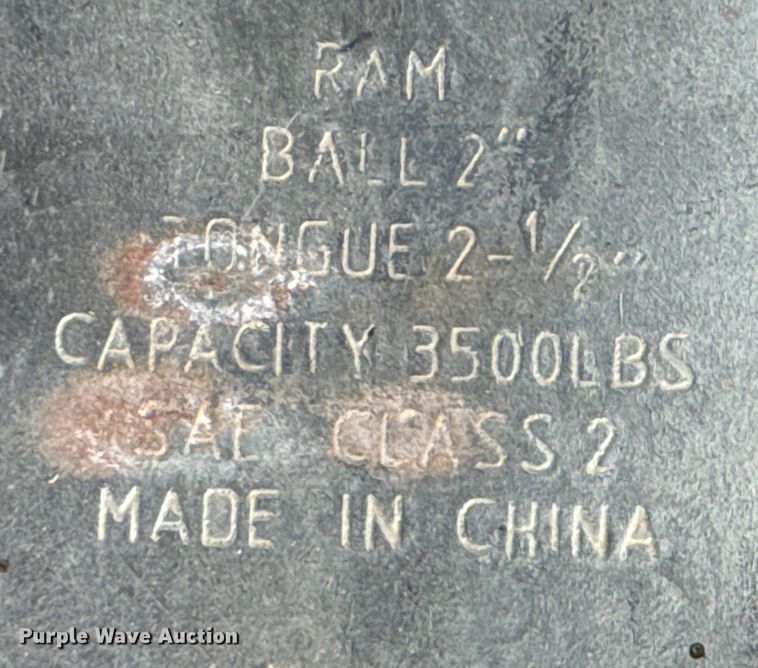 RAM
BALL 2"
TONGUE 2-1/2"
CAPACITY 3500LBS
SAE CLASS 2
MADE IN CHINA
Purple Wave Auction